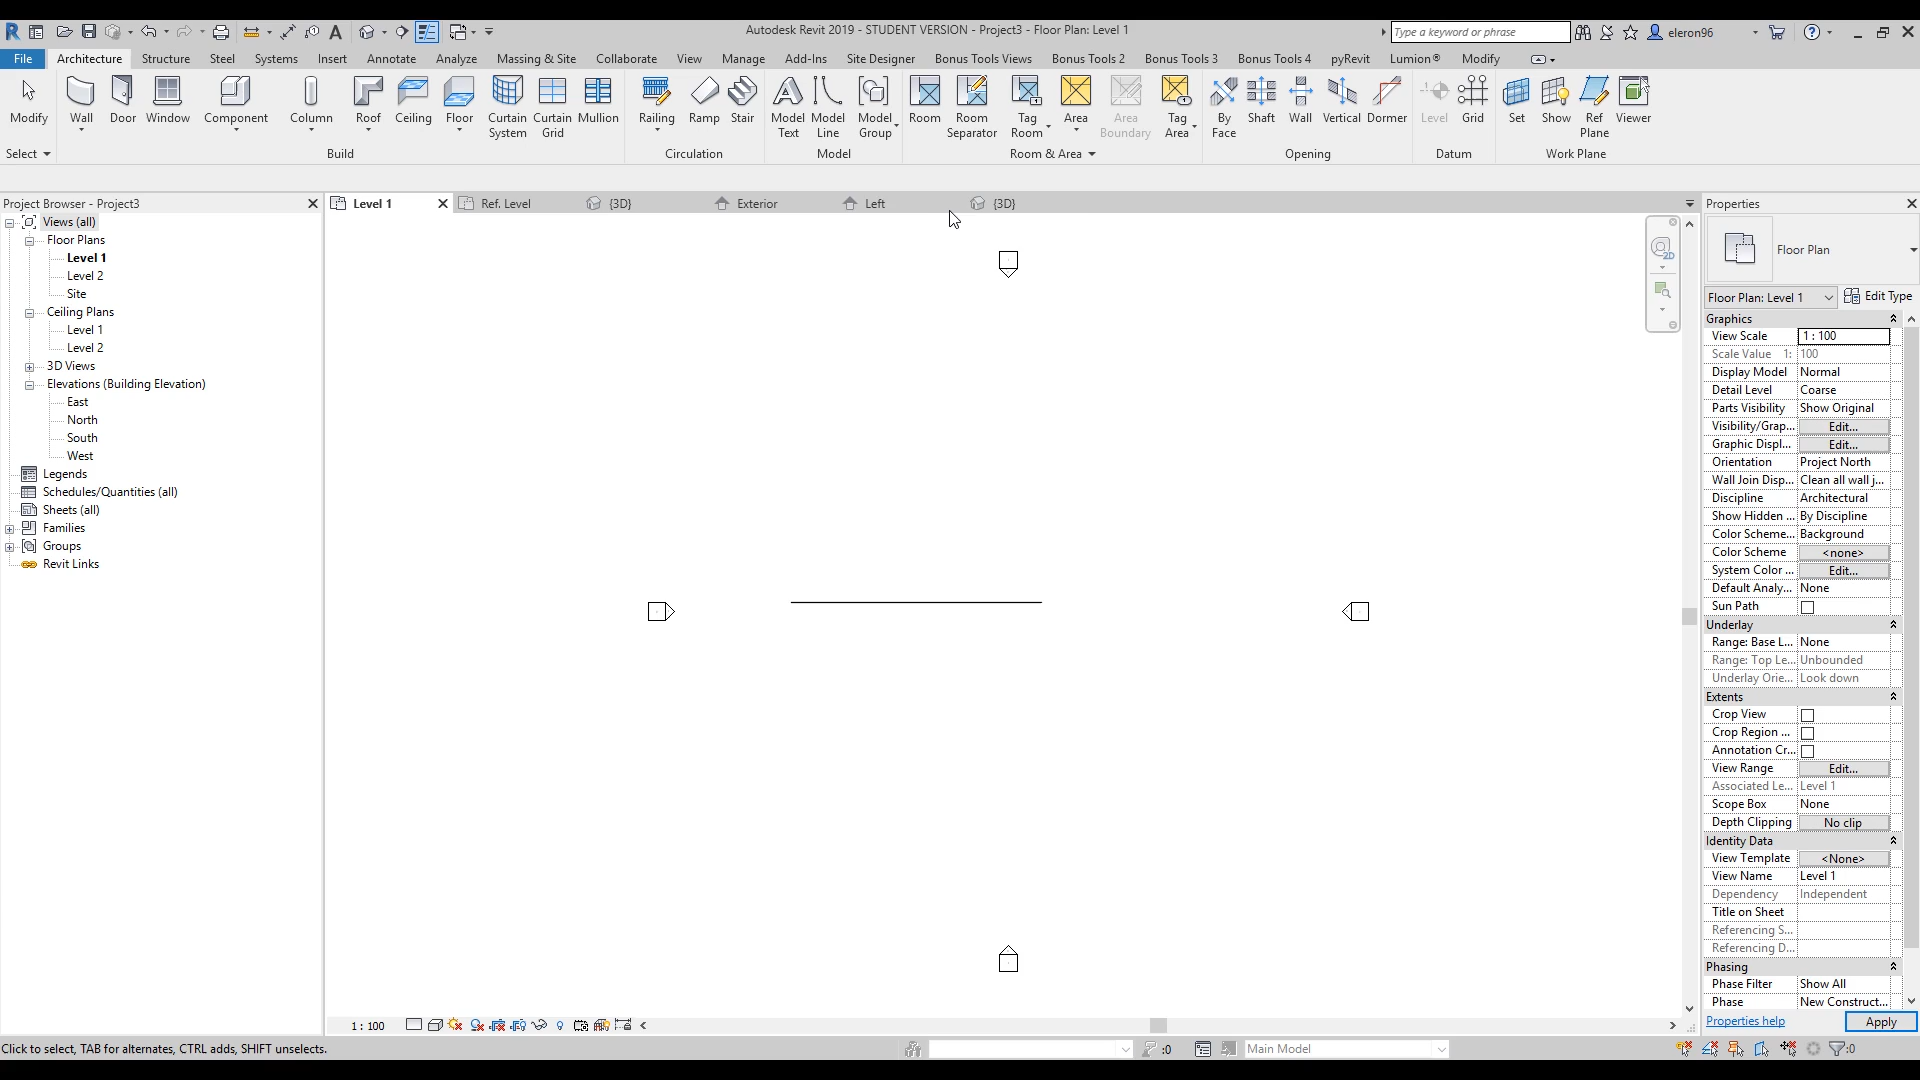 Autodesk Revit 2019 - STUDENT VERSION - Project3 - Floor Plan: Level 1
Type a keyword or phrase
eleron96
File Architecture Structure Steel Systems Insert Annotate Analyze Massing & Site Collaborate View Manage Add-Ins Site Designer Bonus Tools Views Bonus Tools 2 Bonus Tools 3 Bonus Tools 4 pyRevit Lumion® Modify
Modify Wall Door Window Component Column Roof Ceiling Floor Curtain System Curtain Grid Mullion Railing Ramp Stair Model Text Model Line Model Group Room Room Separator Tag Room Area Area Boundary Tag Area By Face Shaft Wall Vertical Dormer Level Grid Set Show Ref Plane Viewer
Select Build Circulation Model Room & Area Opening Datum Work Plane
Project Browser - Project3
Views (all)
Floor Plans
Level 1
Level 2
Site
Ceiling Plans
Level 1
Level 2
3D Views
Elevations (Building Elevation)
East
North
South
West
Legends
Schedules/Quantities (all)
Sheets (all)
Families
Groups
Revit Links
Level 1 Ref. Level {3D} Exterior Left {3D}
2D
Properties
Floor Plan
Floor Plan: Level 1 Edit Type
Graphics
View Scale 1 : 100
Scale Value 1: 100
Display Model Normal
Detail Level Coarse
Parts Visibility Show Original
Visibility/Grap... Edit...
Graphic Displ... Edit...
Orientation Project North
Wall Join Disp... Clean all wall j...
Discipline Architectural
Show Hidden ... By Discipline
Color Scheme... Background
Color Scheme <none>
System Color ... Edit...
Default Analy... None
Sun Path
Underlay
Range: Base L... None
Range: Top Le... Unbounded
Underlay Orie... Look down
Extents
Crop View
Crop Region ...
Annotation Cr...
View Range Edit...
Associated Le... Level 1
Scope Box None
Depth Clipping No clip
Identity Data
View Template <None>
View Name Level 1
Dependency Independent
Title on Sheet
Referencing S...
Referencing D...
Phasing
Phase Filter Show All
Phase New Construct...
Properties help Apply
1 : 100
Click to select, TAB for alternates, CTRL adds, SHIFT unselects.
:0
Main Model
:0